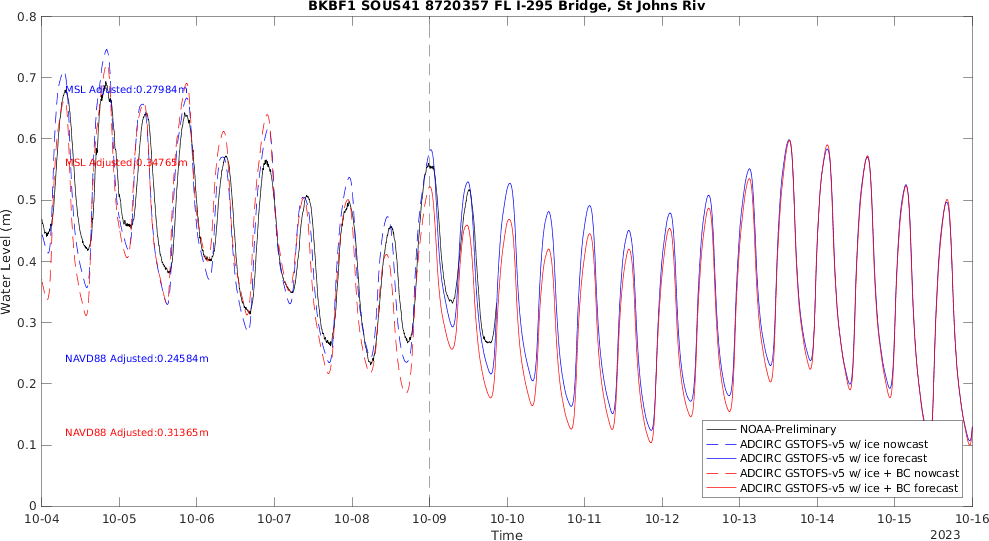 BKBF1 SOUS41 8720357 FL I-295 Bridge, St Johns Riv
0.8
0.7
0.6
0.5
0.4
0.3
0.2
0.1
0
Water Level (m)
MSL Adjusted:0.27984m
MSL Adjusted:0.34765m
NAVD88 Adjusted:0.24584m
NAVD88 Adjusted:0.31365m
NOAA-Preliminary
ADCIRC GSTOFS-v5 w/ ice nowcast
ADCIRC GSTOFS-v5 w/ ice forecast
ADCIRC GSTOFS-v5 w/ ice + BC nowcast
ADCIRC GSTOFS-v5 w/ ice + BC forecast
10-04 10-05 10-06 10-07 10-08 10-09 10-10 10-11 10-12 10-13 10-14 10-15 10-16
Time
2023